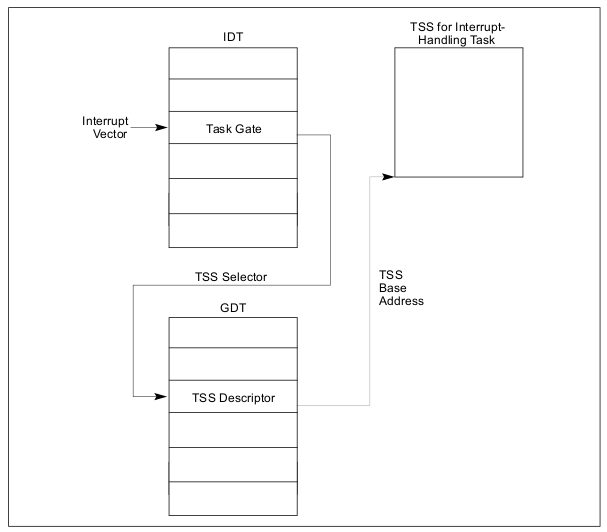 IDT
TSS for Interrupt-
Handling Task
Interrupt
Vector
Task Gate
TSS Selector
TSS
Base
Address
GDT
TSS Descriptor